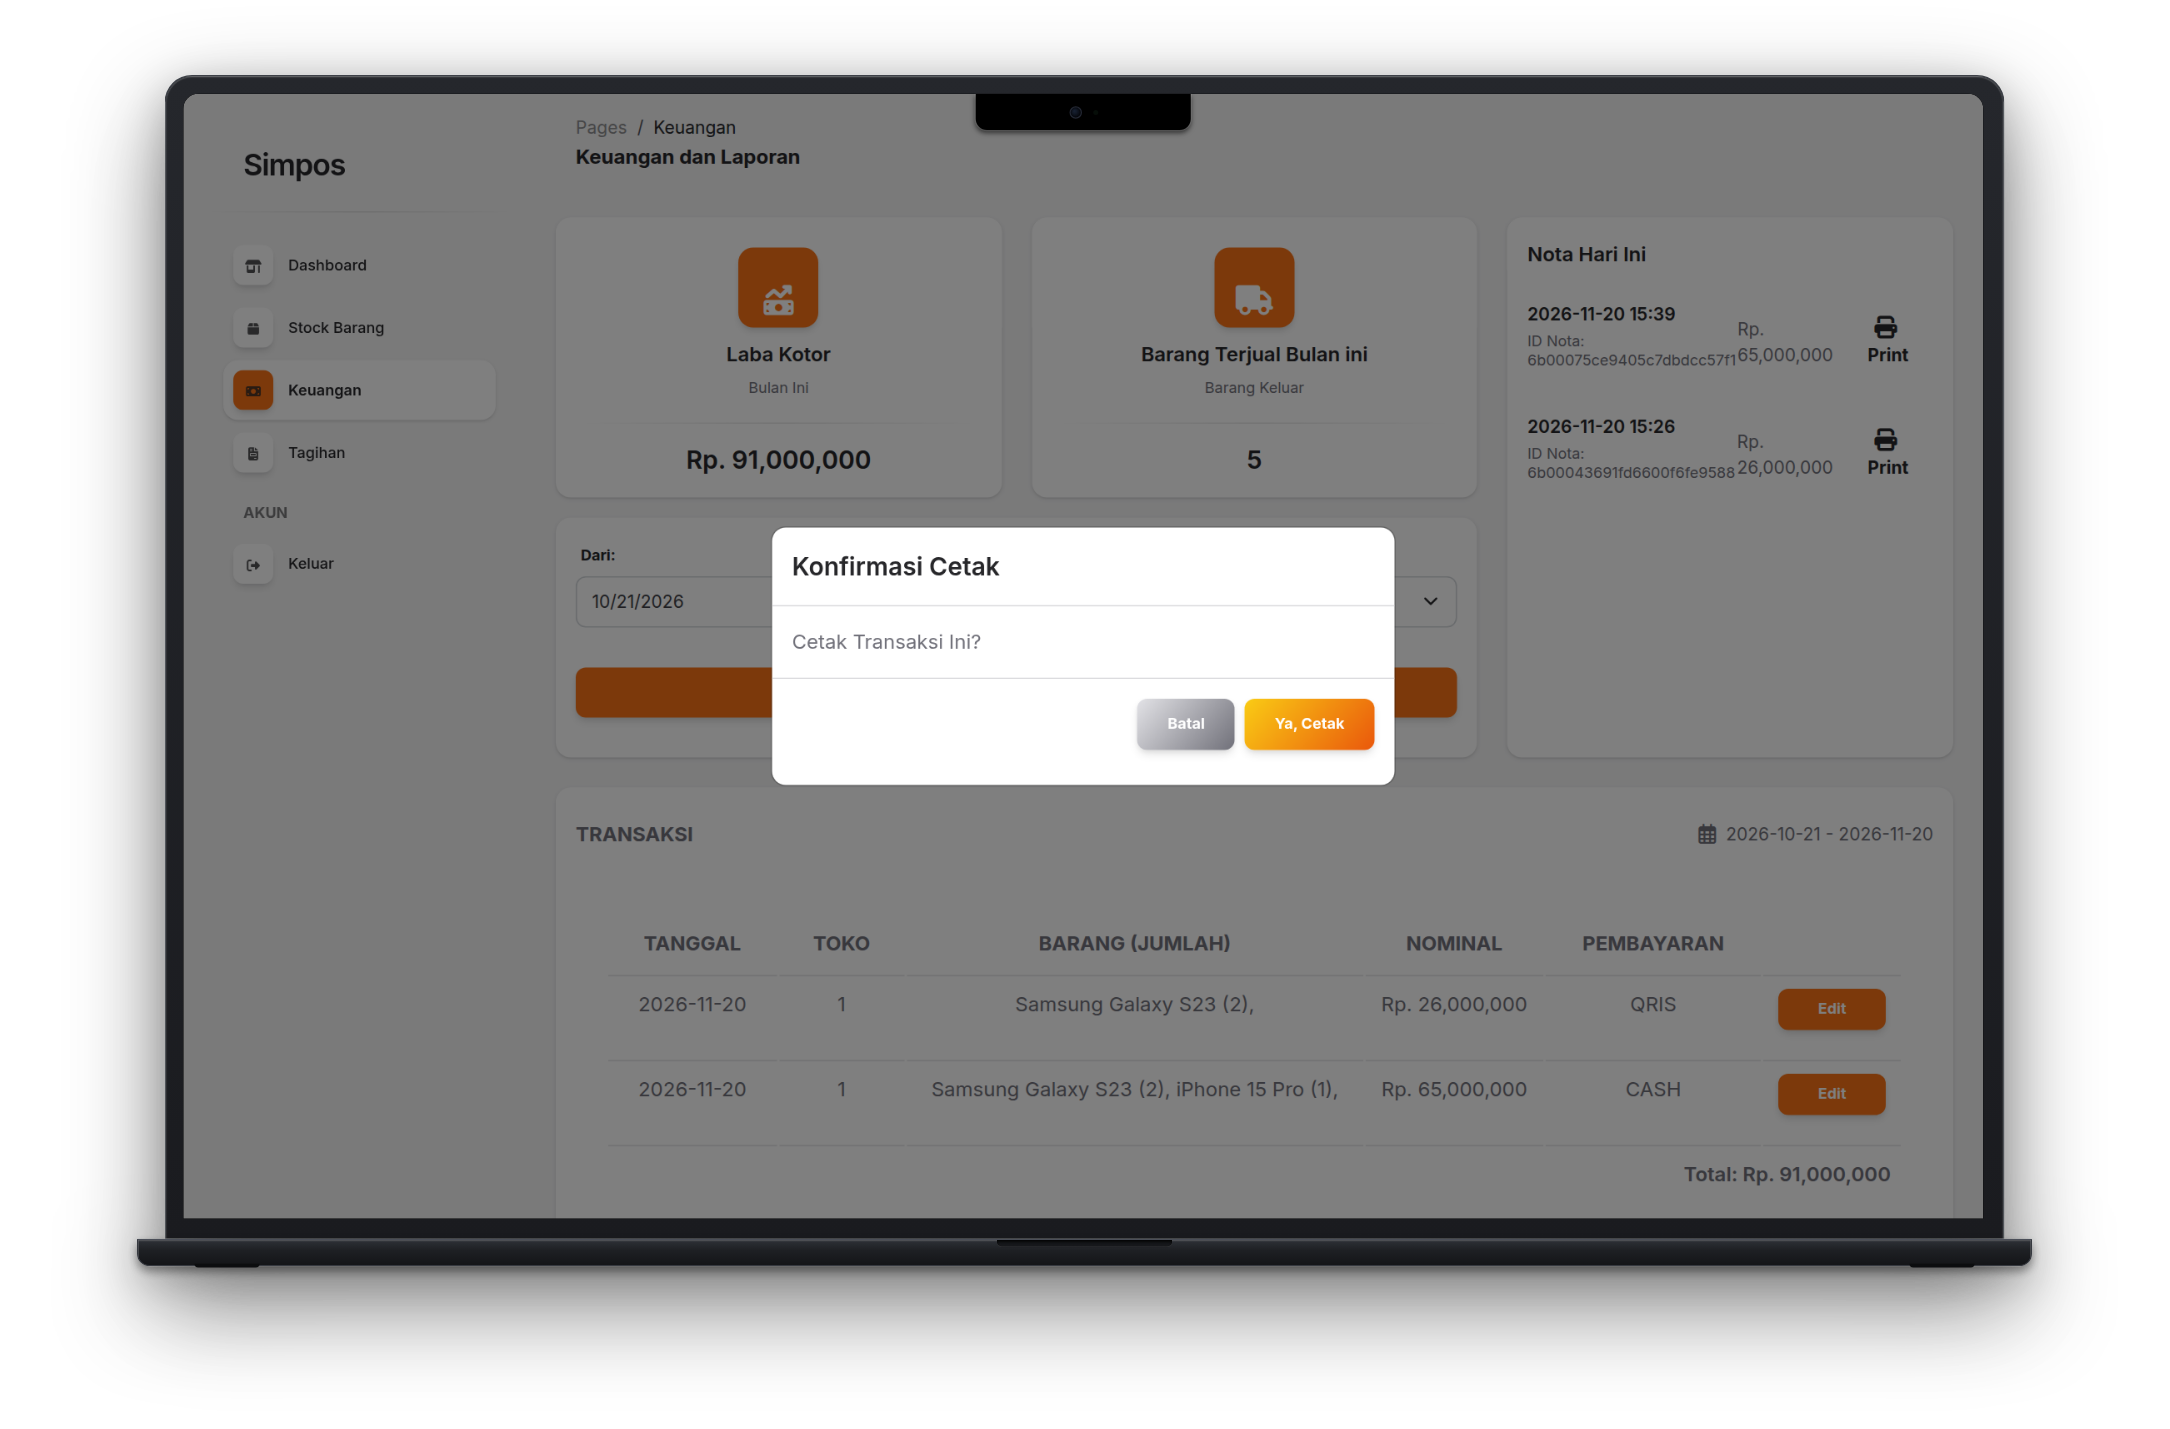 Simpos
Dashboard
Stock Barang
Keuangan
Tagihan
AKUN
Keluar
Pages / Keuangan
Keuangan dan Laporan
Laba Kotor
Bulan Ini
Rp. 91,000,000
Barang Terjual Bulan ini
Barang Keluar
5
Nota Hari Ini
2026-11-20 15:39
ID Nota:
6b00075ce9405c7dbdcc57f1
Rp.
65,000,000
Print
2026-11-20 15:26
ID Nota:
6b00043691fd6600f6fe9588
Rp.
26,000,000
Print
Dari:
10/21/2026
Konfirmasi Cetak
Cetak Transaksi Ini?
Batal
Ya, Cetak
TRANSAKSI
2026-10-21 - 2026-11-20
TANGGAL TOKO BARANG (JUMLAH) NOMINAL PEMBAYARAN
2026-11-20 1 Samsung Galaxy S23 (2), Rp. 26,000,000 QRIS Edit
2026-11-20 1 Samsung Galaxy S23 (2), iPhone 15 Pro (1), Rp. 65,000,000 CASH Edit
Total: Rp. 91,000,000